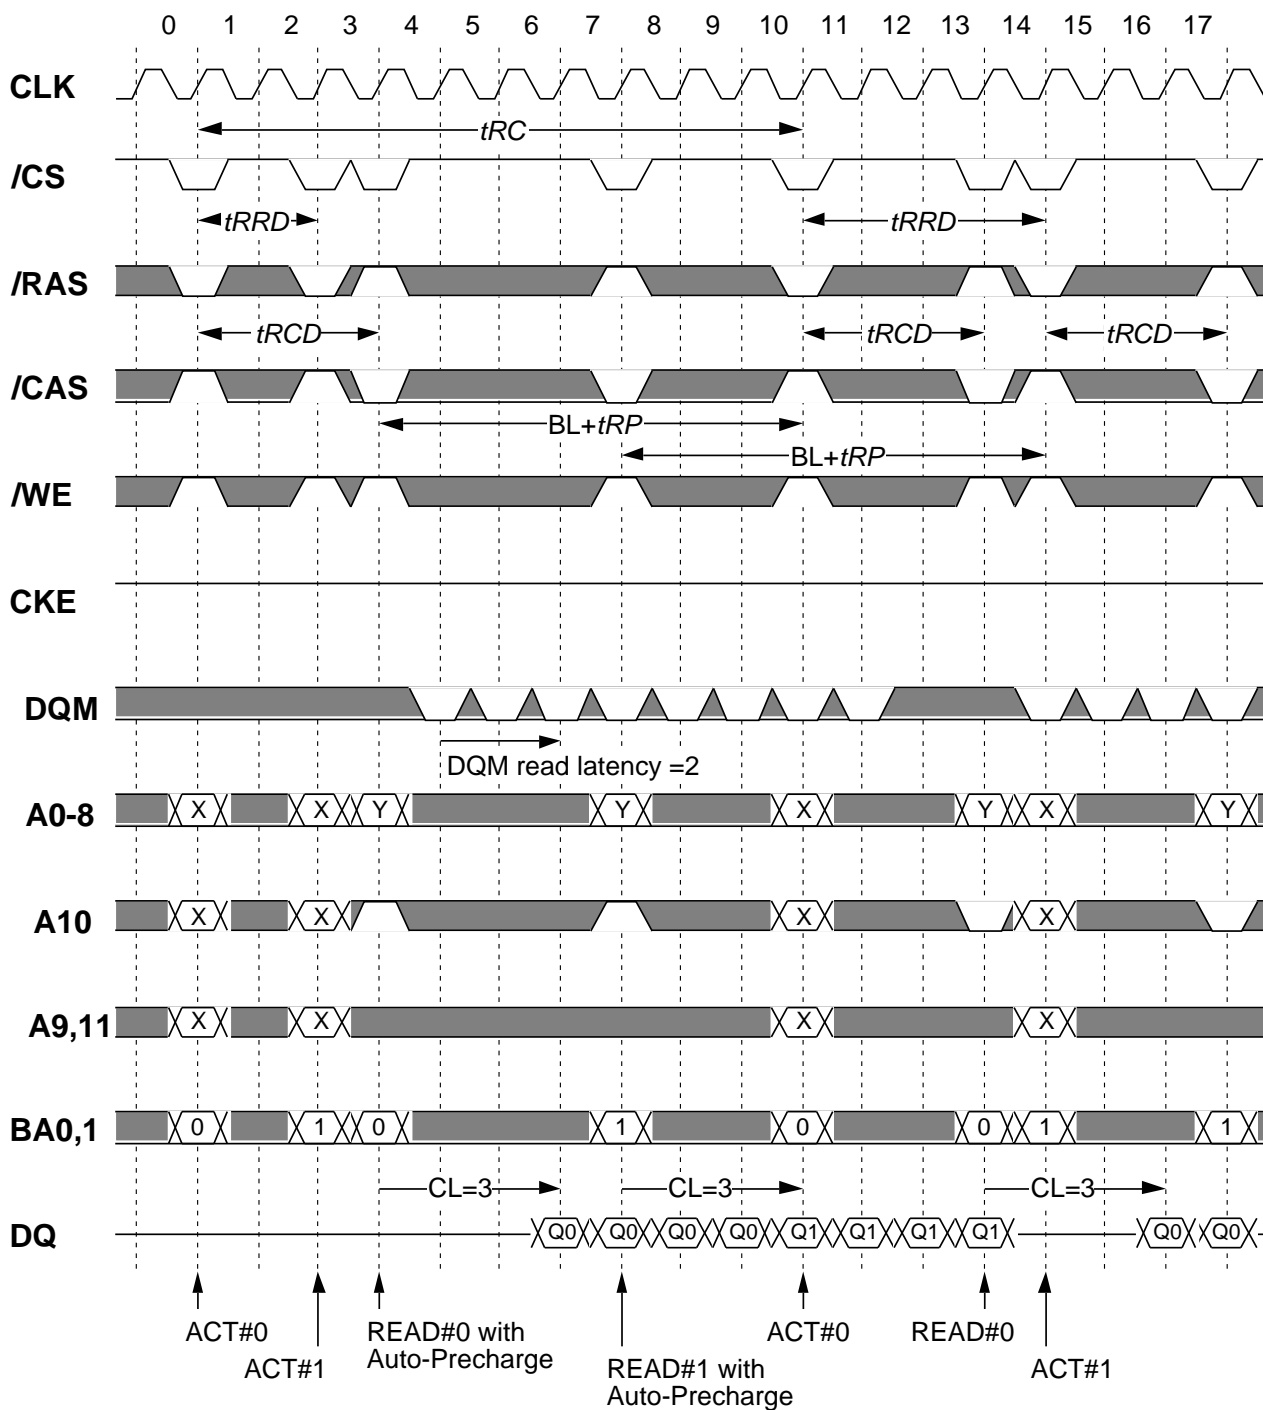 0 1 2 3 4 5 6 7 8 9 10 11 12 13 14 15 16 17
CLK
tRC
/CS
tRRD tRRD
/RAS
tRCD tRCD tRCD
/CAS
BL+tRP
BL+tRP
/WE
CKE
DQM
DQM read latency =2
A0-8 X X Y Y X Y X Y
A10 X X X X
A9,11 X X X X
BA0,1 0 1 0 1 0 0 1 1
CL=3 CL=3 CL=3
DQ Q0 Q0 Q0 Q0 Q1 Q1 Q1 Q1 Q0 Q0
ACT#0 READ#0 with ACT#0 READ#0
Auto-Precharge
ACT#1 READ#1 with ACT#1
Auto-Precharge